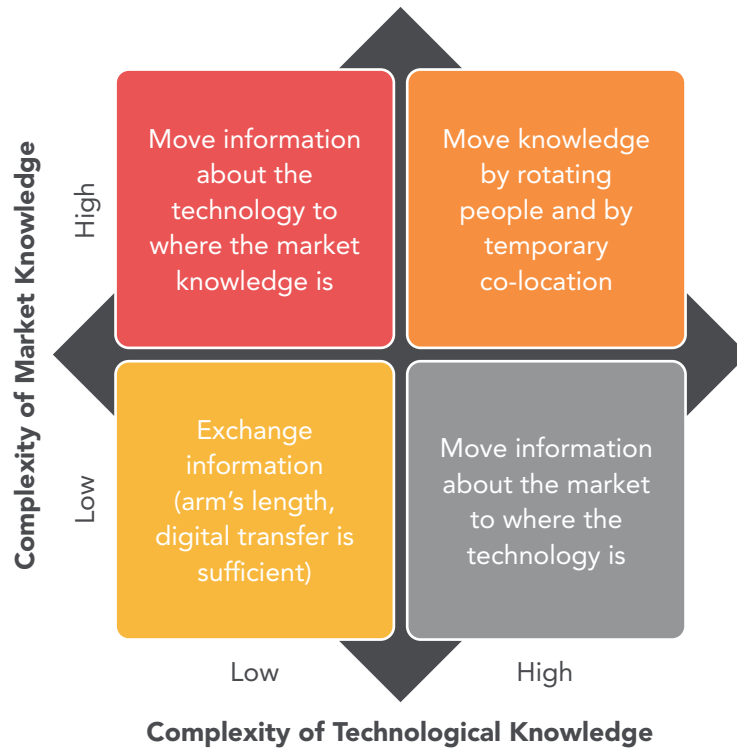 Complexity of Market Knowledge
High
Low
Move information
about the
technology to
where the market
knowledge is
Move knowledge
by rotating
people and by
temporary
co-location
Exchange
information
(arm’s length,
digital transfer is
sufficient)
Move information
about the market
to where the
technology is
Low
High
Complexity of Technological Knowledge